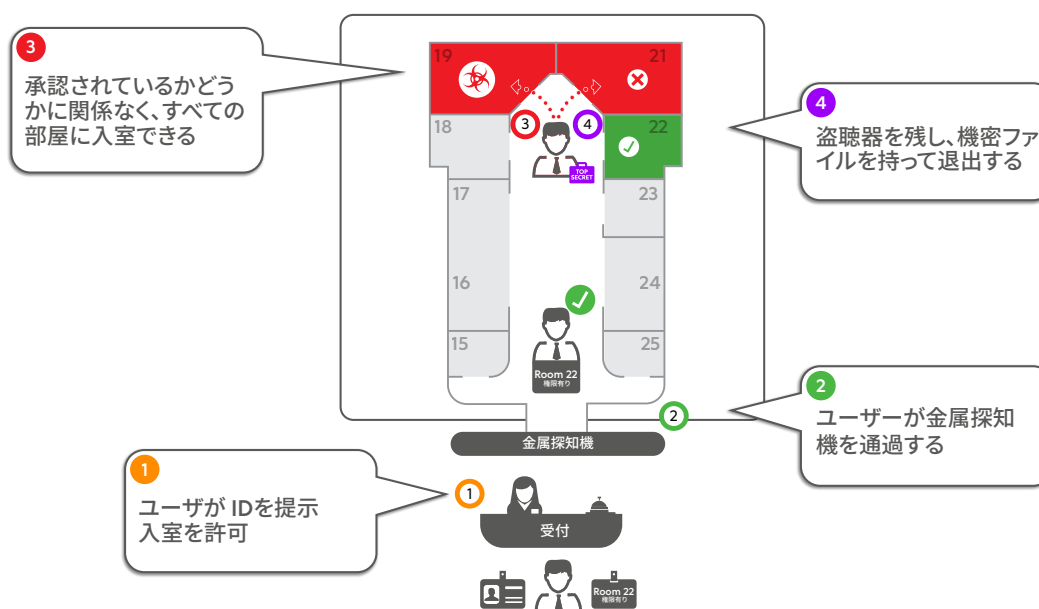 3
承認されているかどう
かに関係なく、すべての
部屋に入室できる
19
21
18
22
3
4
TOP
SECRET
4
盗聴器を残し、機密ファ
イルを持って退出する
17
23
16
24
15
25
Room 22
権限有り
2
2
ユーザーが金属探知
機を通過する
金属探知機
1
ユーザが IDを提示
入室を許可
1
受付
Room 22
権限有り